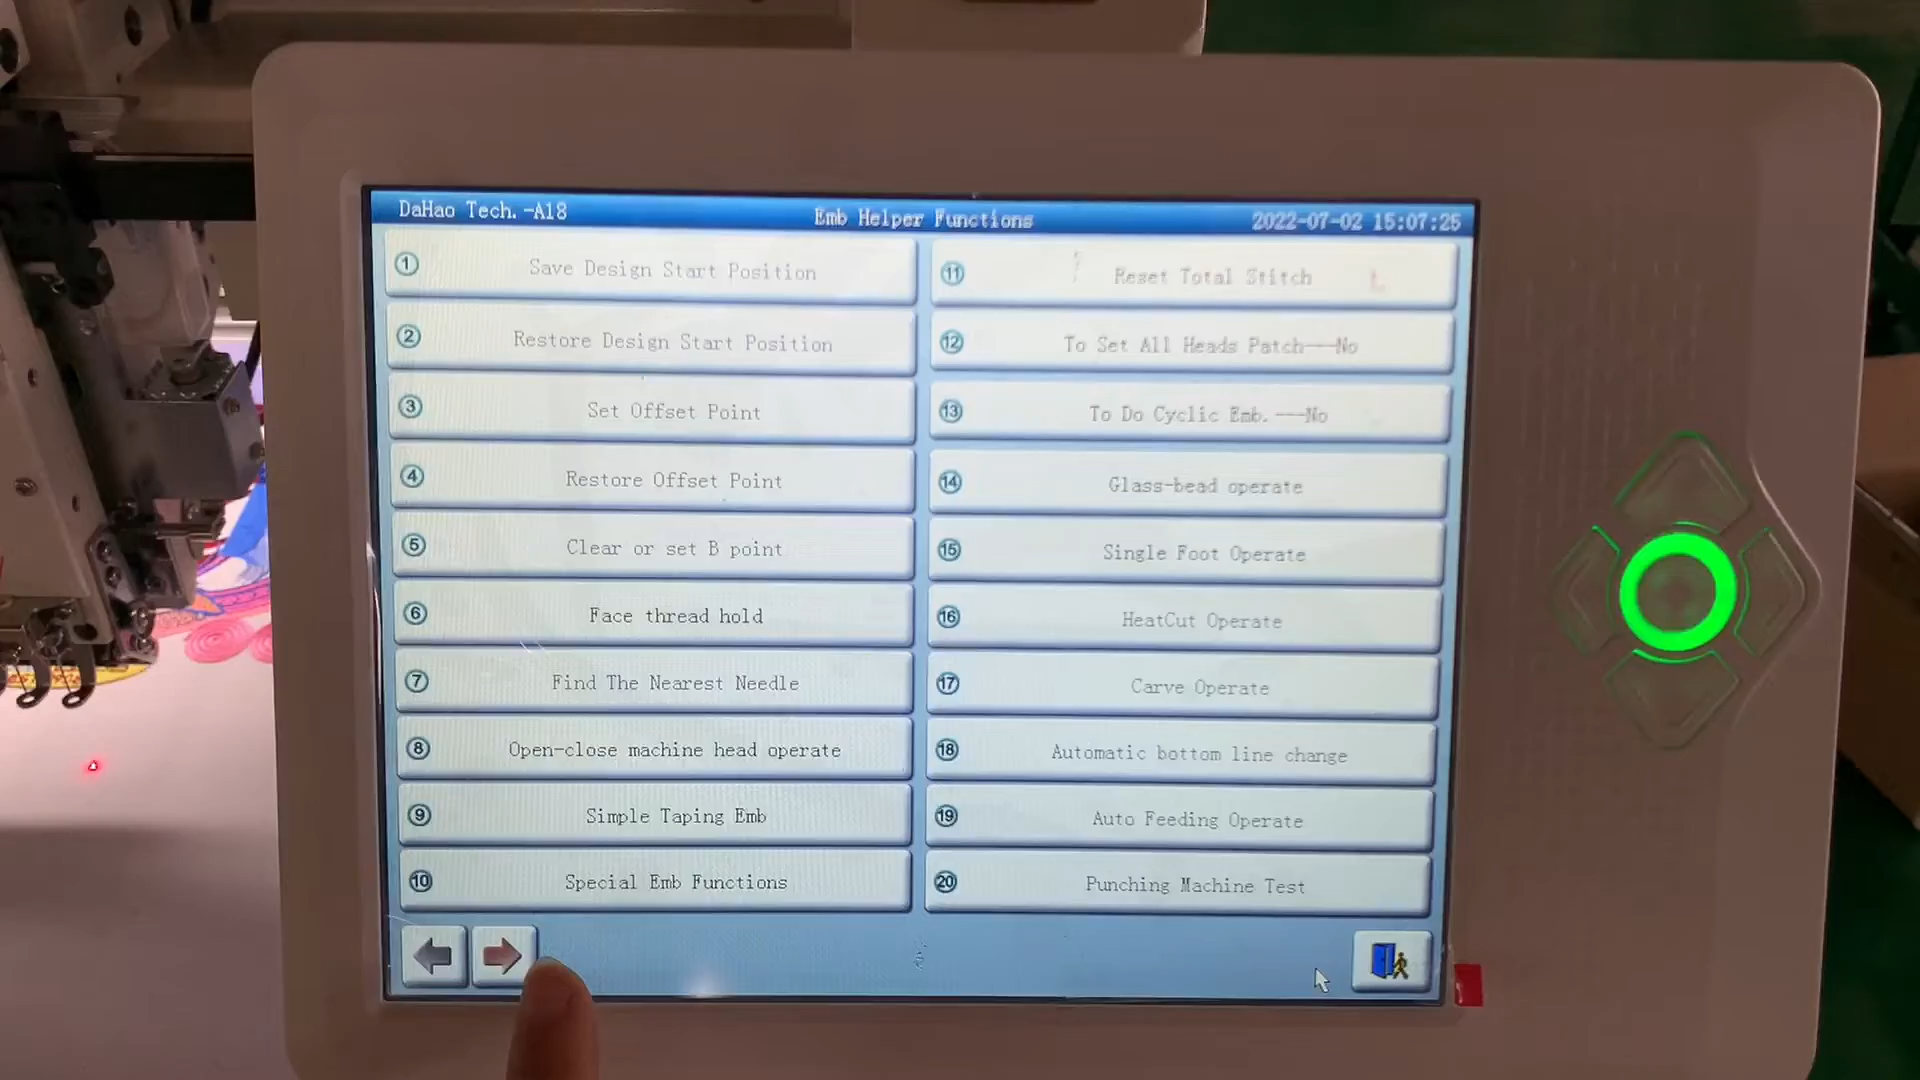 DaHao Tech.-A18
Emb Helper Functions
2022-07-02 15:07:25
① Save Design Start Position
② Restore Design Start Position
③ Set Offset Point
④ Restore Offset Point
⑤ Clear or set B point
⑥ Face thread hold
⑦ Find The Nearest Needle
⑧ Open-close machine head operate
⑨ Simple Taping Emb
⑩ Special Emb Functions
⑪ Reset Total Stitch
⑫ To Set All Heads Patch---No
⑬ To Do Cyclic Emb.---No
⑭ Glass-bead operate
⑮ Single Foot Operate
⑯ HeatCut Operate
⑰ Carve Operate
⑱ Automatic bottom line change
⑲ Auto Feeding Operate
⑳ Punching Machine Test